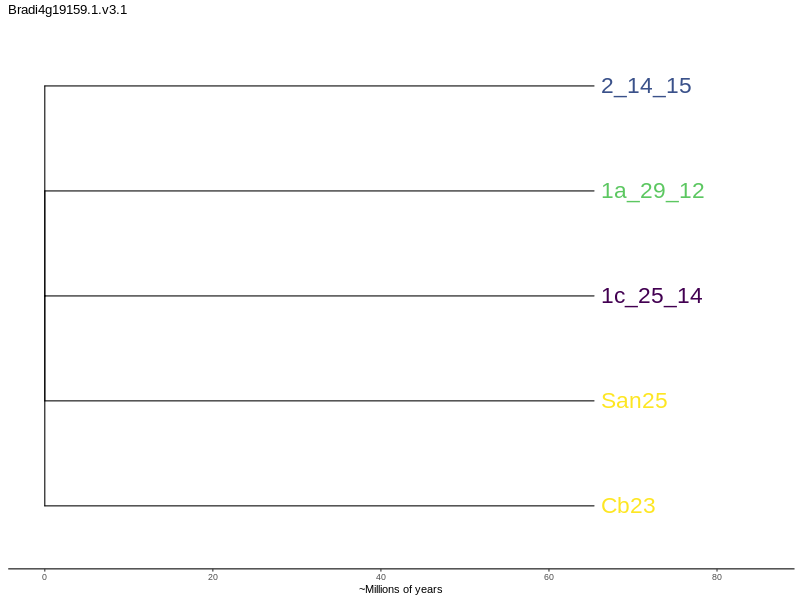 Bradi4g19159.1.v3.1
2_14_15
1a_29_12
1c_25_14
San25
Cb23
0 20 40 60 80
~Millions of years